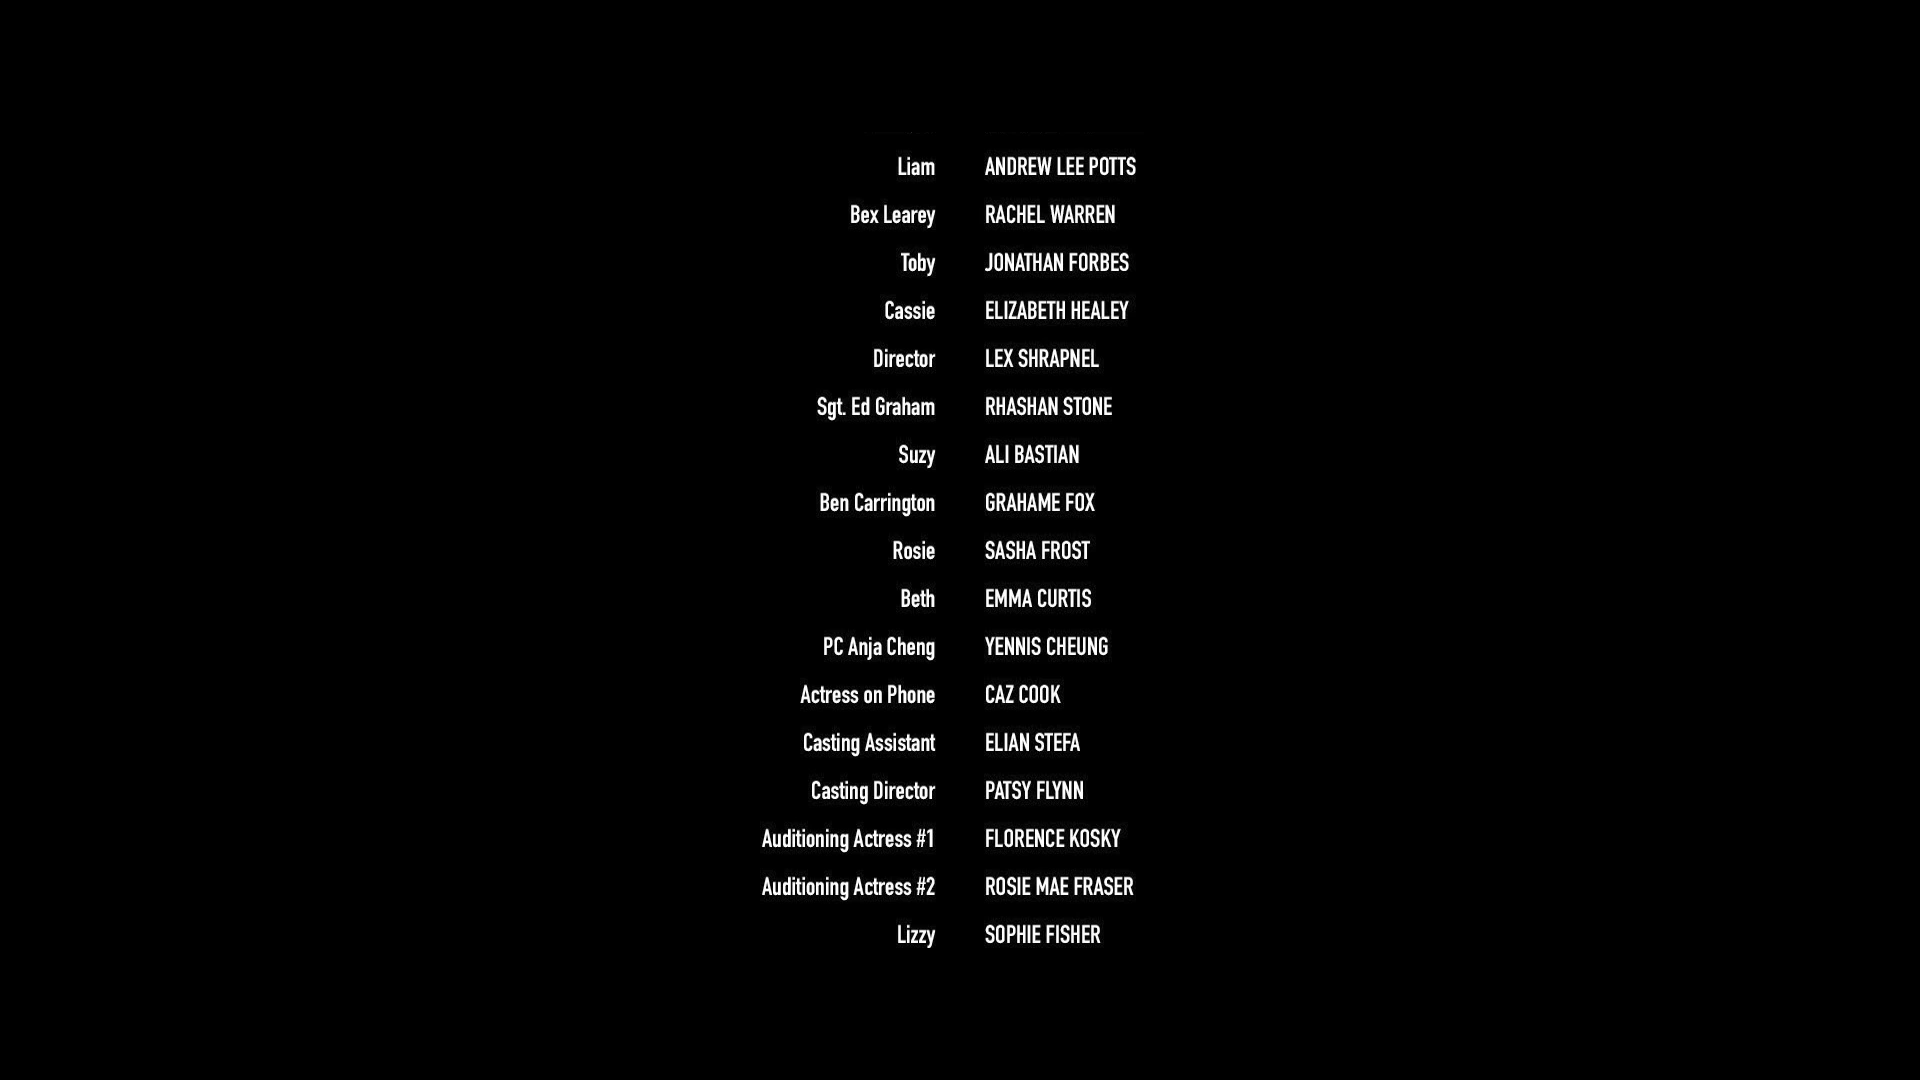 Liam ANDREW LEE POTTS
Bex Learey RACHEL WARREN
Toby JONATHAN FORBES
Cassie ELIZABETH HEALEY
Director LEX SHRAPNEL
Sgt. Ed Graham RHASHAN STONE
Suzy ALI BASTIAN
Ben Carrington GRAHAME FOX
Rosie SASHA FROST
Beth EMMA CURTIS
PC Anja Cheng YENNIS CHEUNG
Actress on Phone CAZ COOK
Casting Assistant ELIAN STEFA
Casting Director PATSY FLYNN
Auditioning Actress #1 FLORENCE KOSKY
Auditioning Actress #2 ROSIE MAE FRASER
Lizzy SOPHIE FISHER